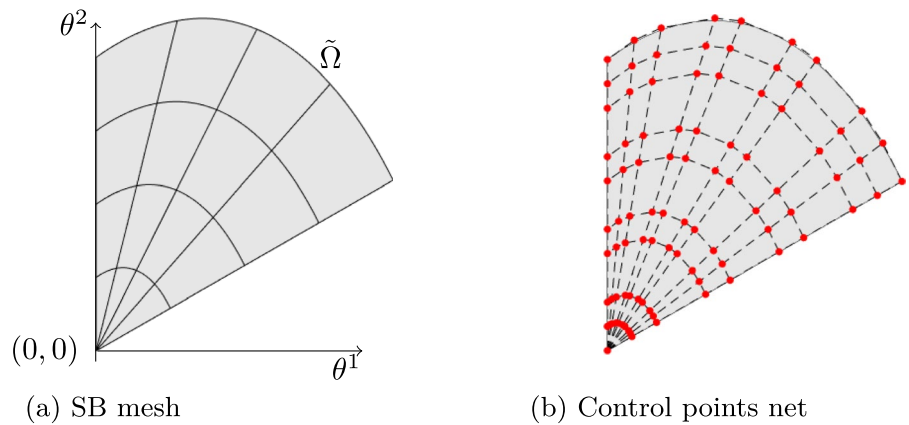 θ²
Ω̃
(0, 0)
θ¹
(a) SB mesh
(b) Control points net